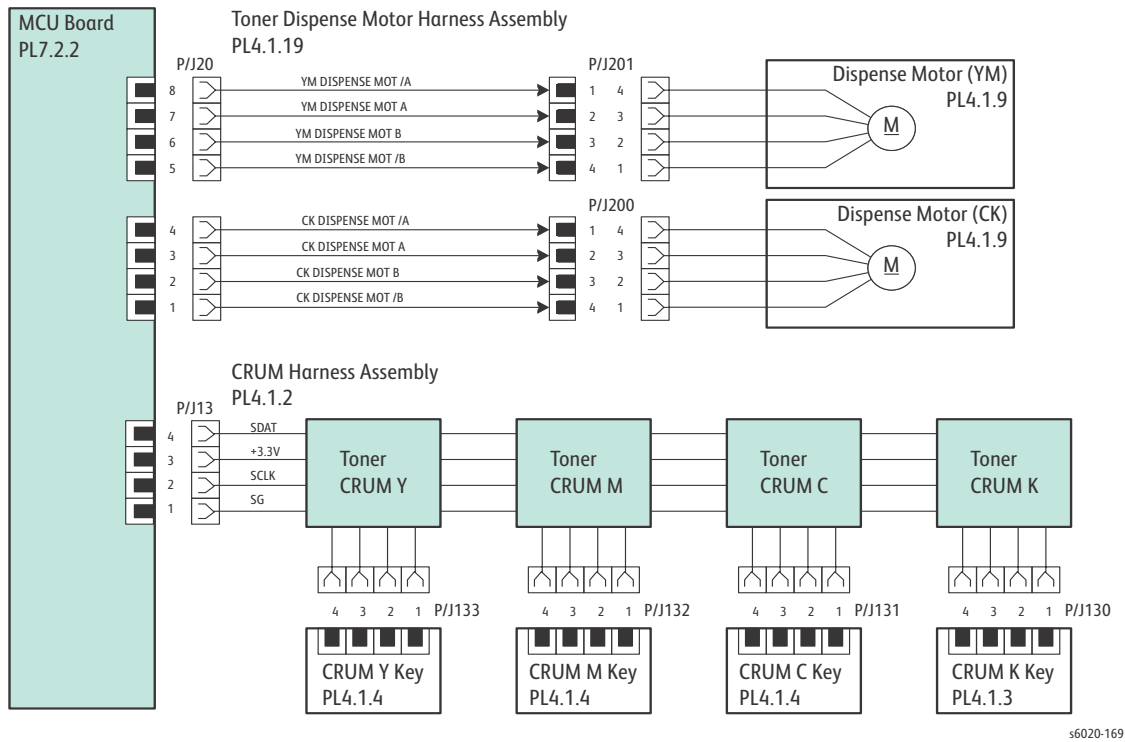 MCU Board
PL7.2.2
Toner Dispense Motor Harness Assembly
PL4.1.19
P/J20
8
7
6
5
YM DISPENSE MOT /A
YM DISPENSE MOT A
YM DISPENSE MOT B
YM DISPENSE MOT /B
P/J201
1 4
2 3
3 2
4 1
Dispense Motor (YM)
PL4.1.9
M
4
3
2
1
CK DISPENSE MOT /A
CK DISPENSE MOT A
CK DISPENSE MOT B
CK DISPENSE MOT /B
P/J200
1 4
2 3
3 2
4 1
Dispense Motor (CK)
PL4.1.9
M
CRUM Harness Assembly
PL4.1.2
P/J13
4
3
2
1
SDAT
+3.3V
SCLK
SG
Toner
CRUM Y
Toner
CRUM M
Toner
CRUM C
Toner
CRUM K
4 3 2 1 P/J133
4 3 2 1 P/J132
4 3 2 1 P/J131
4 3 2 1 P/J130
CRUM Y Key
PL4.1.4
CRUM M Key
PL4.1.4
CRUM C Key
PL4.1.4
CRUM K Key
PL4.1.3
s6020-169